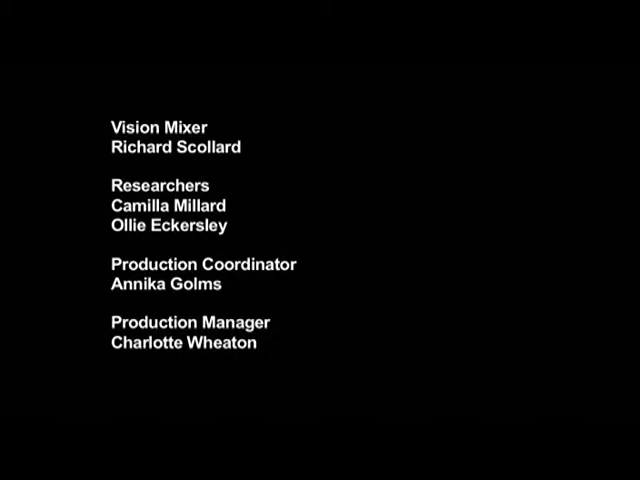 Vision Mixer
Richard Scollard
Researchers
Camilla Millard
Ollie Eckersley
Production Coordinator
Annika Golms
Production Manager
Charlotte Wheaton